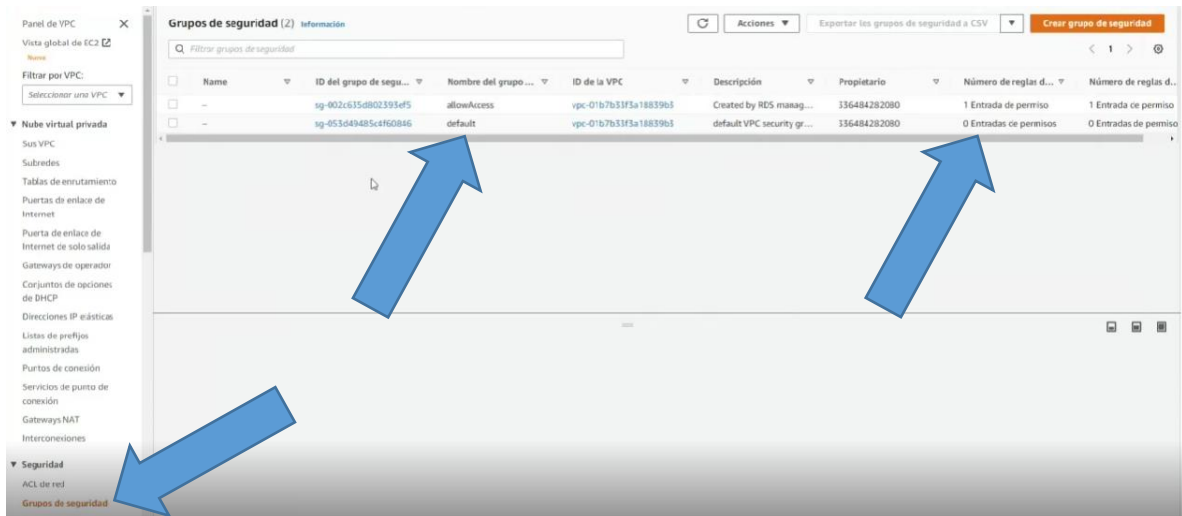 Panel de VPC
Vista global de EC2
Nuevo
Filtrar por VPC:
Seleccionar una VPC
Nube virtual privada
Sus VPC
Subredes
Tablas de enrutamiento
Puertas de enlace de
Internet
Puerta de enlace de
Internet de solo salida
Gateways de operador
Conjuntos de opciones
de DHCP
Direcciones IP elásticas
Listas de prefijos
administradas
Puntos de conexión
Servicios de punto de
conexión
Gateways NAT
Interconexiones
Seguridad
ACL de red
Grupos de seguridad
Grupos de seguridad (2) Información
Acciones
Exportar los grupos de seguridad a CSV
Crear grupo de seguridad
Filtrar grupos de seguridad
1
Name ID del grupo de segu... Nombre del grupo ... ID de la VPC Descripción Propietario Número de reglas d... Número de reglas d...
– sg-002c635d802393ef5 allowAccess Created by RDS manag... 336484282080 1 Entrada de permiso 1 Entrada de permiso
– sg-053d49485c4f60846 default default VPC security gr... 336484282080 0 Entradas de permisos 0 Entradas de permiso